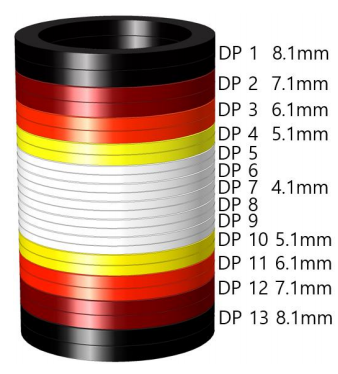 DP 1 8.1mm
DP 2 7.1mm
DP 3 6.1mm
DP 4 5.1mm
DP 5
DP 6
DP 7 4.1mm
DP 8
DP 9
DP 10 5.1mm
DP 11 6.1mm
DP 12 7.1mm
DP 13 8.1mm